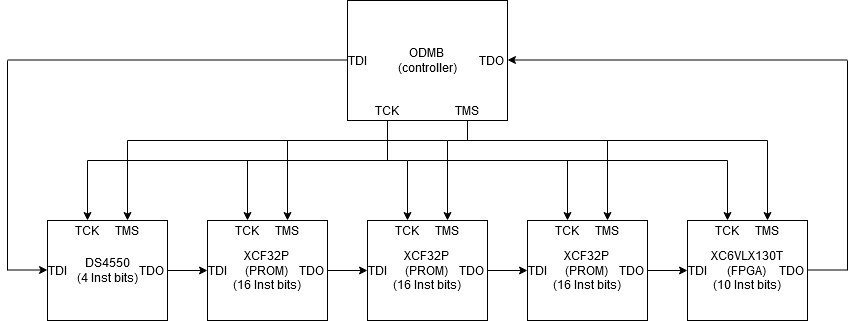 ODMB
TDI
(controller)
TDO
TCK
TMS
TCK TMS
DS4550
TDI
(4 Inst bits)
TDO
TCK TMS
XCF32P
TDI
(PROM)
TDO
(16 Inst bits)
TCK TMS
XCF32P
TDI
(PROM)
TDO
(16 Inst bits)
TCK TMS
XCF32P
TDI
(PROM)
TDO
(16 Inst bits)
TCK TMS
XC6VLX130T
TDI
(FPGA)
TDO
(10 Inst bits)